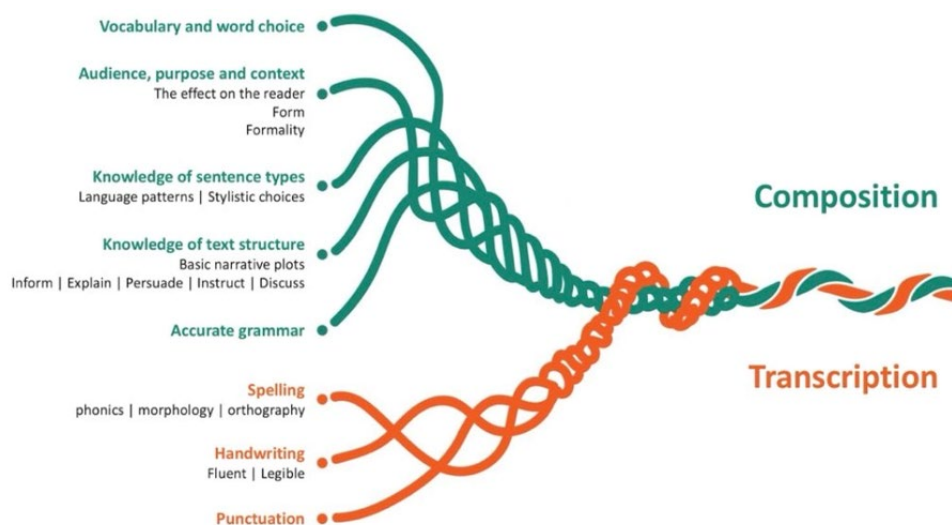 Vocabulary and word choice
Audience, purpose and context
The effect on the reader
Form
Formality
Knowledge of sentence types
Language patterns | Stylistic choices
Knowledge of text structure
Basic narrative plots
Inform | Explain | Persuade | Instruct | Discuss
Accurate grammar
Spelling
phonics | morphology | orthography
Handwriting
Fluent | Legible
Punctuation
Composition
Transcription